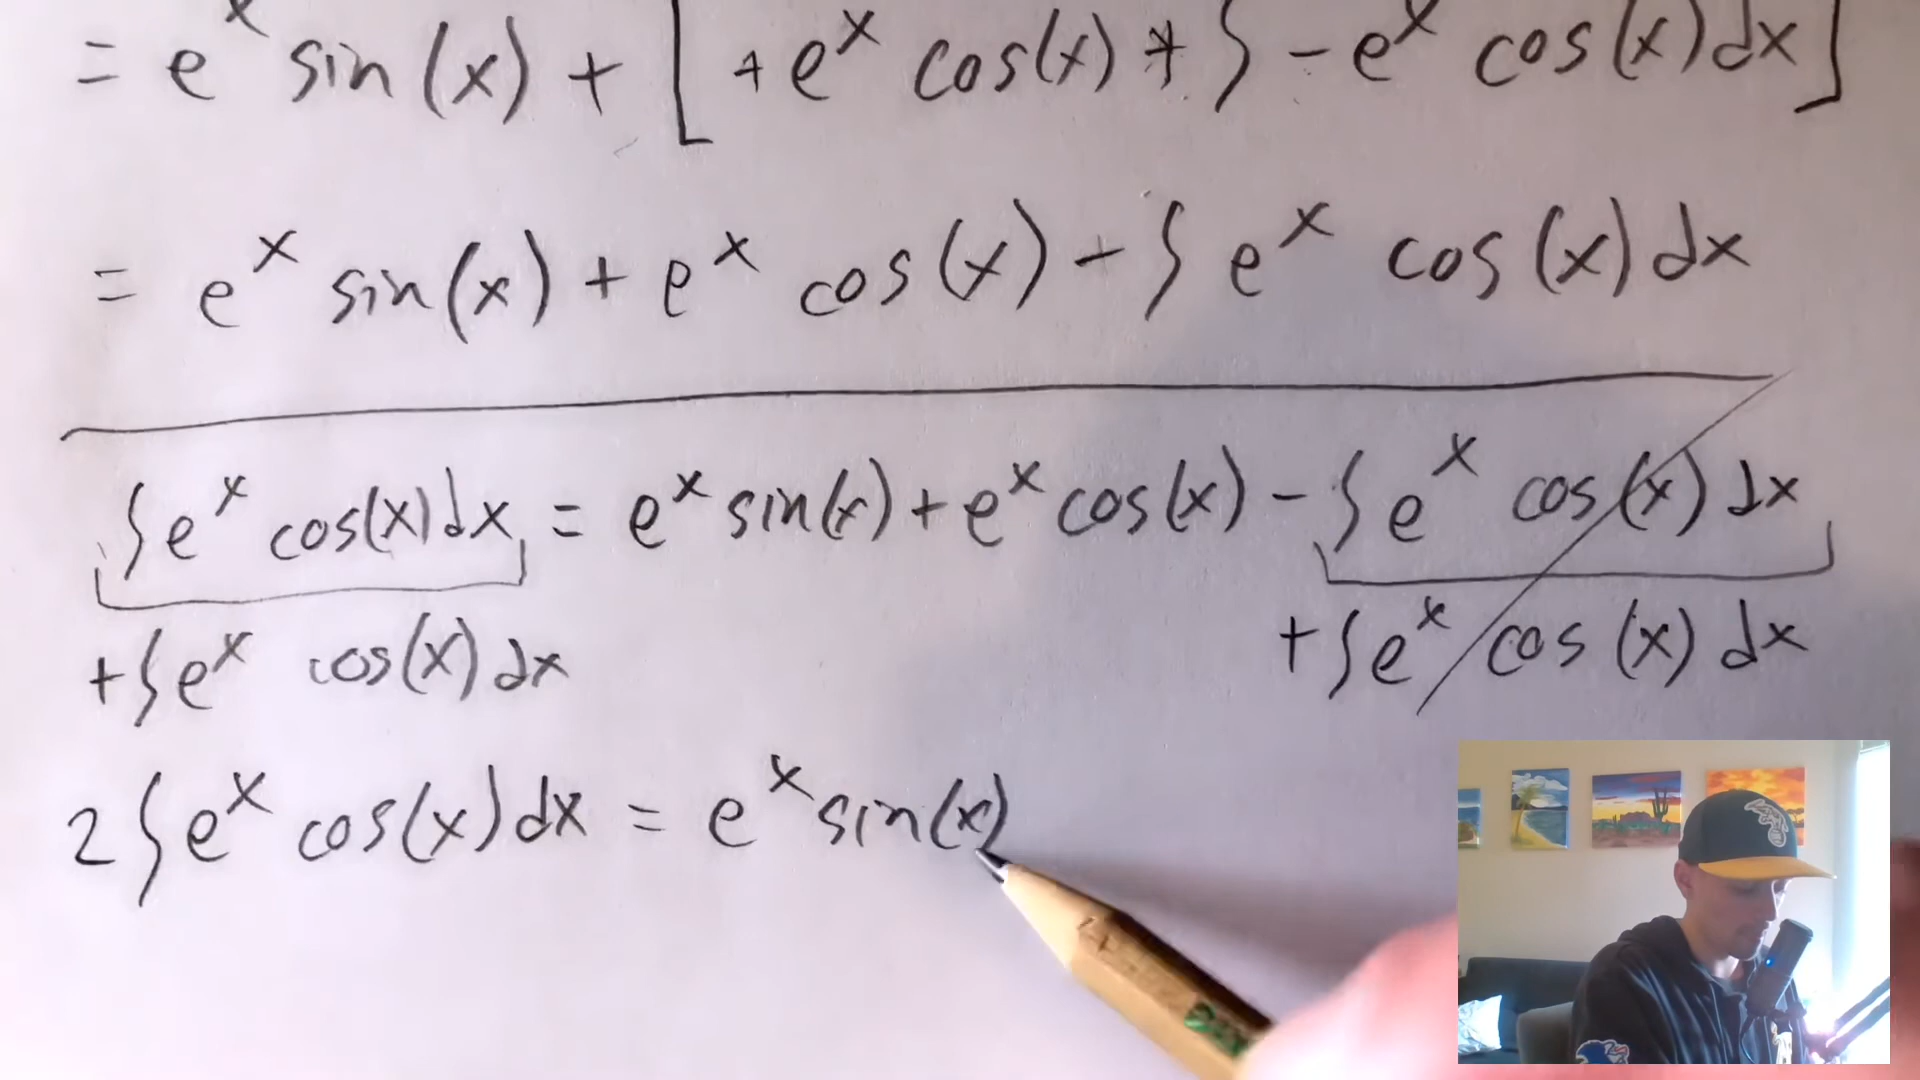 = e^x sin(x) + [+e^x cos(x) + ∫ - e^x cos(x)dx]
= e^x sin(x) + e^x cos(x) - ∫ e^x cos(x)dx
∫e^x cos(x)dx = e^x sin(x) + e^x cos(x) - ∫e^x cos(x)dx
+∫e^x cos(x)dx +∫e^x cos(x)dx
2∫e^x cos(x)dx = e^x sin(x)